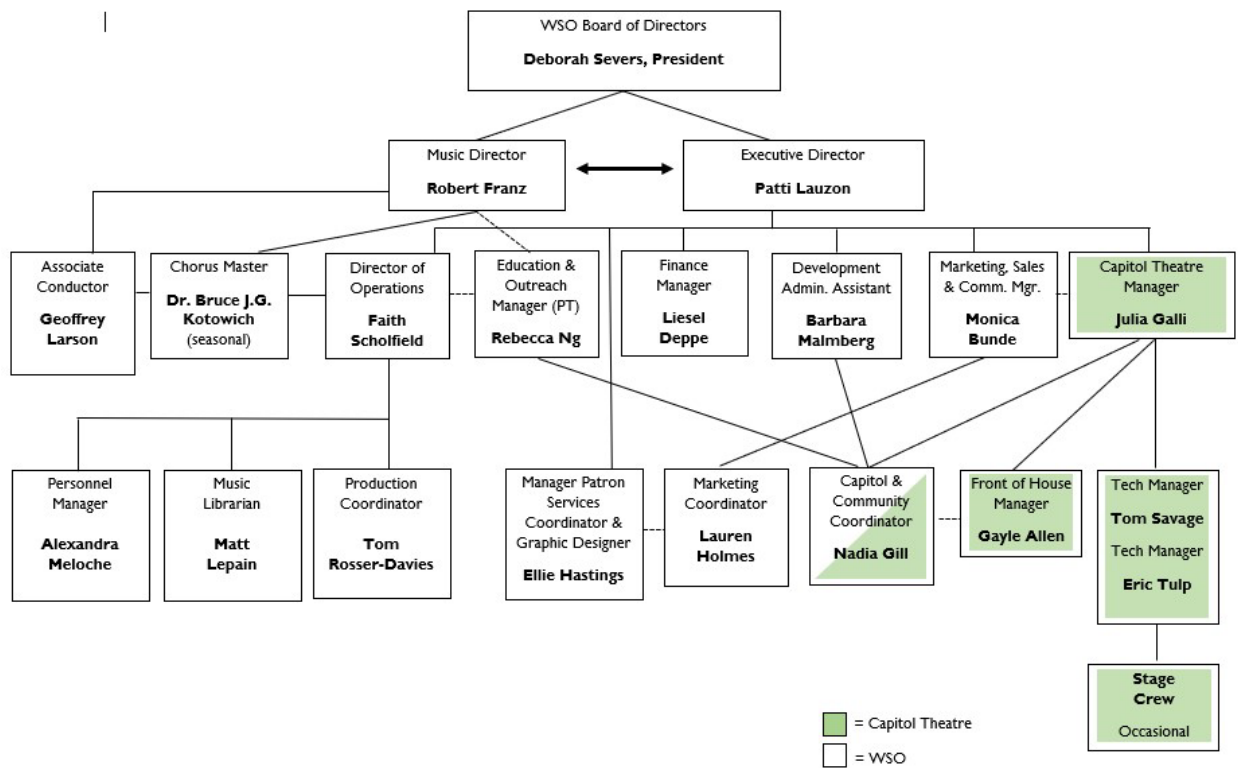 WSO Board of Directors
Deborah Severs, President
Music Director
Robert Franz
Executive Director
Patti Lauzon
Associate
Conductor
Geoffrey
Larson
Chorus Master
Dr. Bruce J.G.
Kotowich
(seasonal)
Director of
Operations
Faith
Scholfield
Education &
Outreach
Manager (PT)
Rebecca Ng
Finance
Manager
Liesel
Deppe
Development
Admin. Assistant
Barbara
Malmberg
Marketing, Sales
& Comm. Mgr.
Monica
Bunde
Capitol Theatre
Manager
Julia Galli
Personnel
Manager
Alexandra
Meloche
Music
Librarian
Matt
Lepain
Production
Coordinator
Tom
Rosser-Davies
Manager Patron
Services
Coordinator &
Graphic Designer
Ellie Hastings
Marketing
Coordinator
Lauren
Holmes
Capitol &
Community
Coordinator
Nadia Gill
Front of House
Manager
Gayle Allen
Tech Manager
Tom Savage
Tech Manager
Eric Tulp
Stage
Crew
Occasional
= Capitol Theatre
= WSO